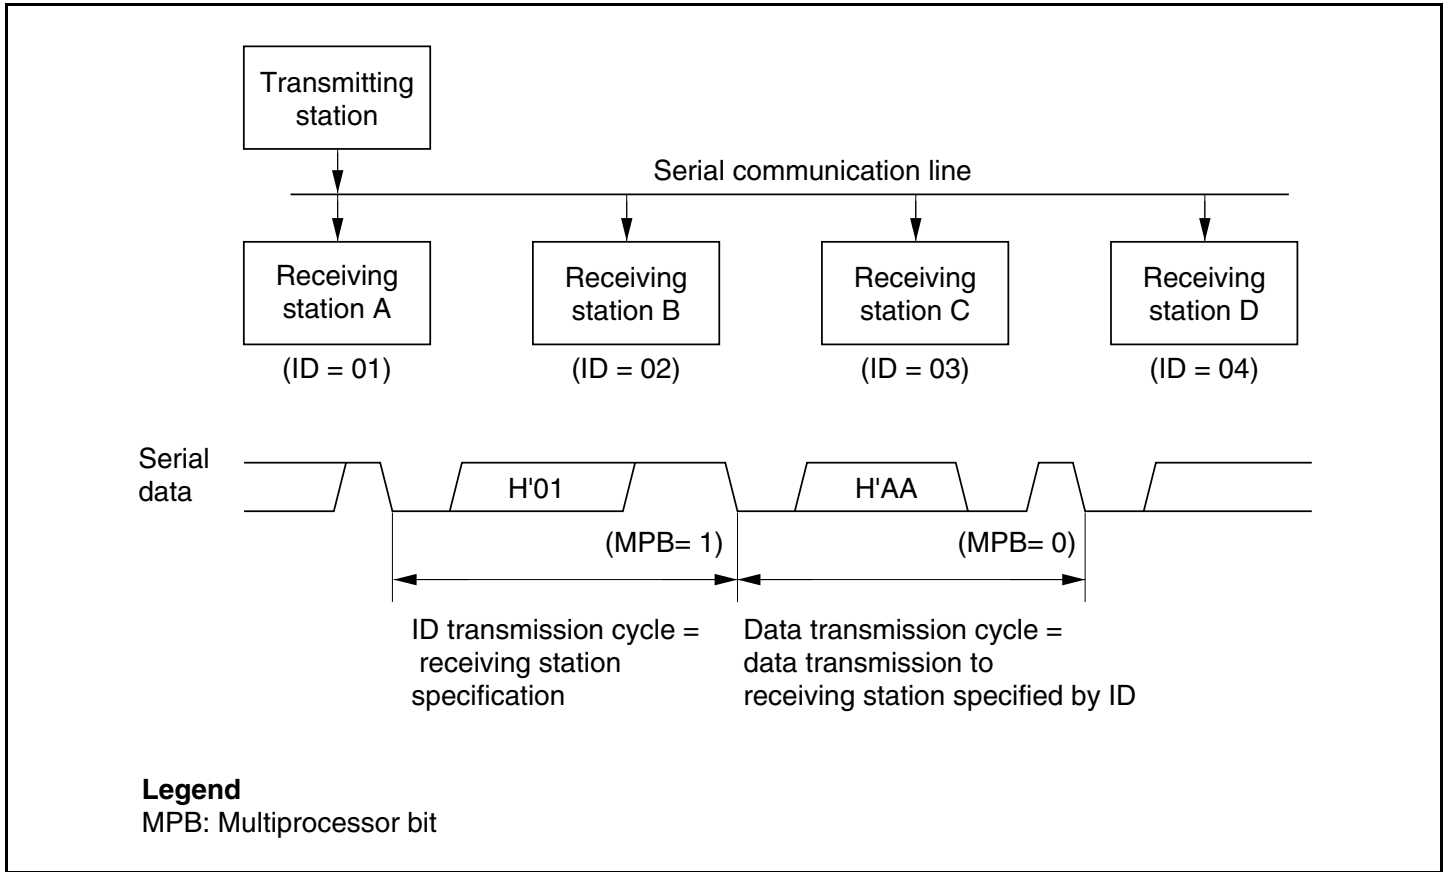 Transmitting
station
Serial communication line
Receiving
station A
Receiving
station B
Receiving
station C
Receiving
station D
(ID = 01)
(ID = 02)
(ID = 03)
(ID = 04)
Serial
data
H'01
H'AA
(MPB= 1)
(MPB= 0)
ID transmission cycle =
receiving station
specification
Data transmission cycle =
data transmission to
receiving station specified by ID
Legend
MPB: Multiprocessor bit